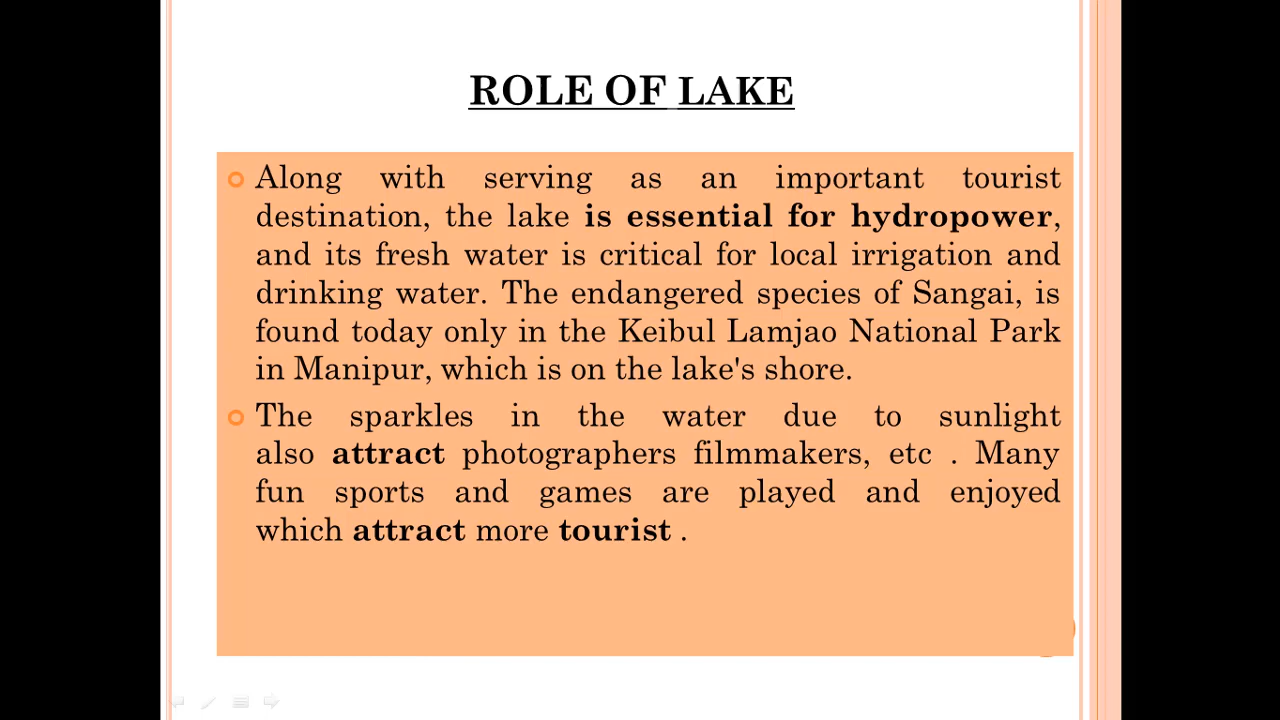 ROLE OF LAKE
Along with serving as an important tourist
destination, the lake is essential for hydropower,
and its fresh water is critical for local irrigation and
drinking water. The endangered species of Sangai, is
found today only in the Keibul Lamjao National Park
in Manipur, which is on the lake's shore.
The sparkles in the water due to sunlight
also attract photographers filmmakers, etc . Many
fun sports and games are played and enjoyed
which attract more tourist .